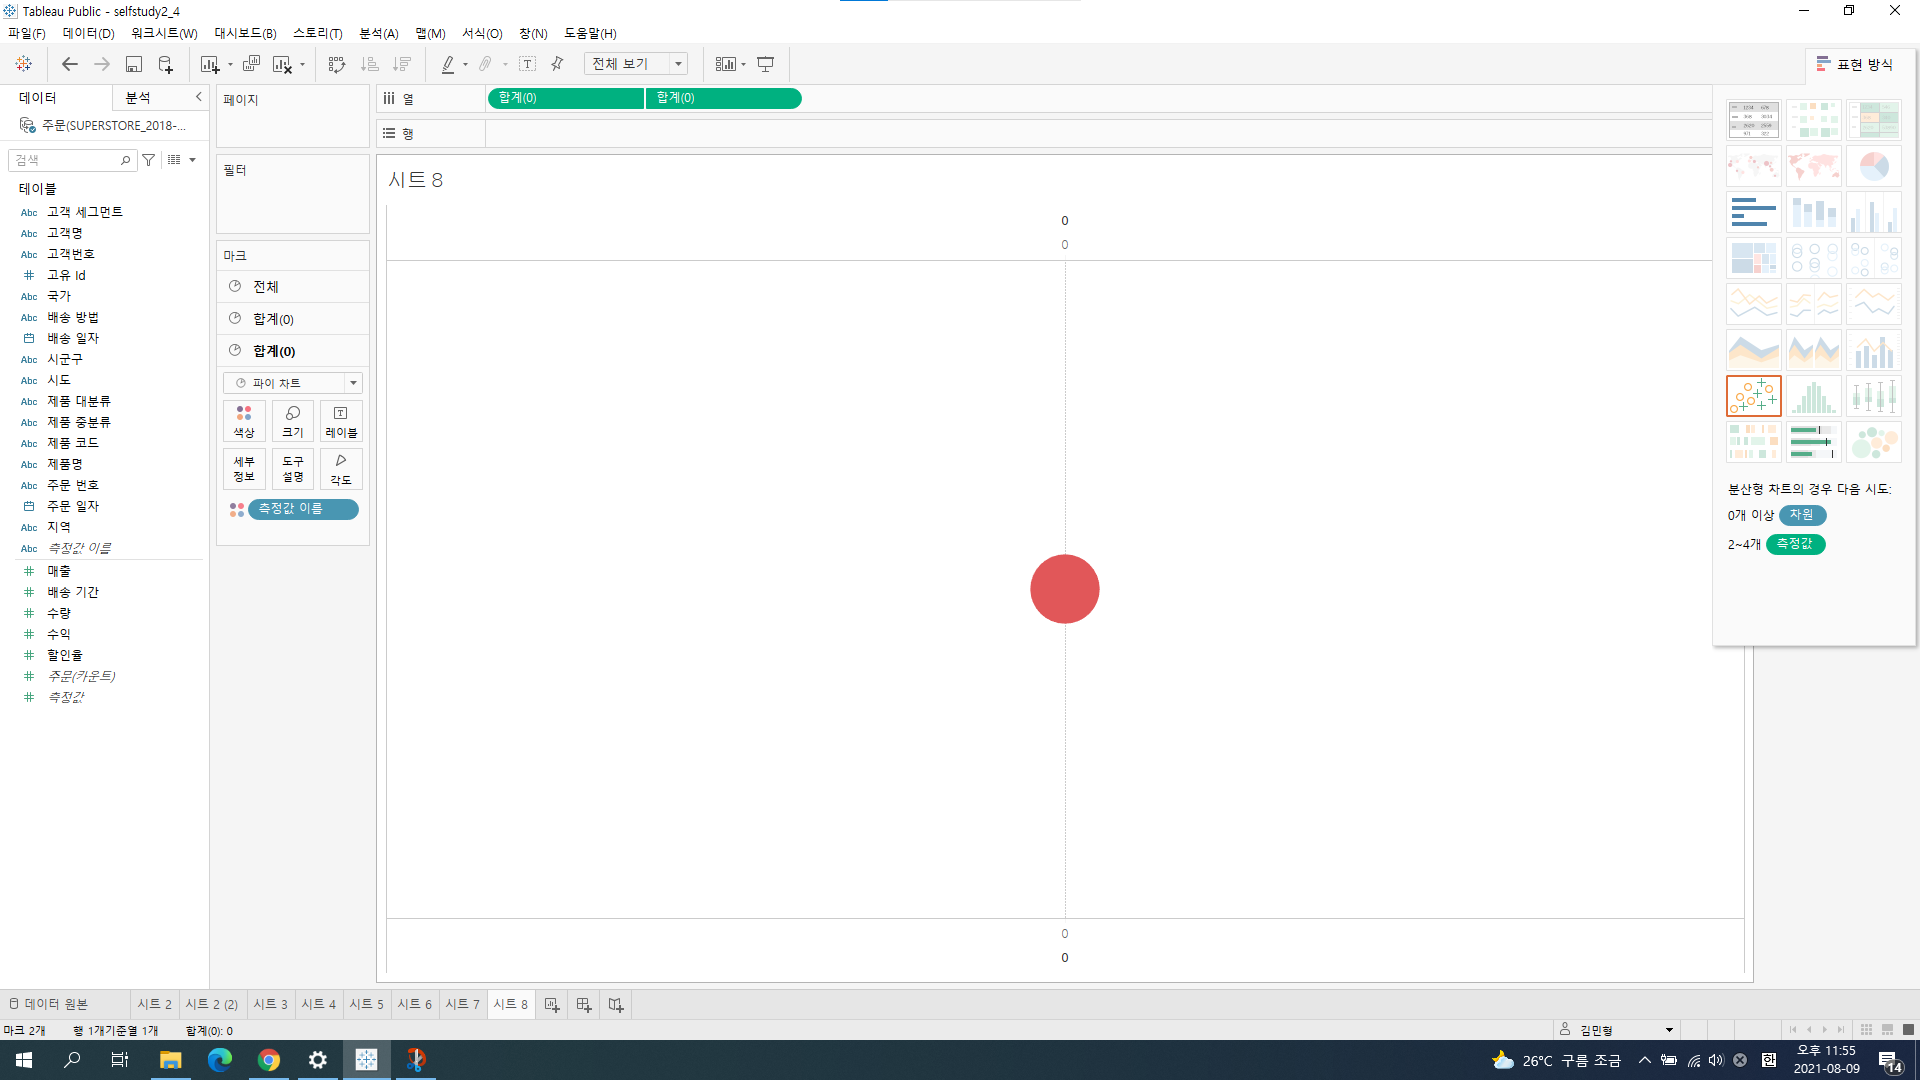 Tableau Public - selfstudy2_4
파일(F) 데이터(D) 워크시트(W) 대시보드(B) 스토리(T) 분석(A) 맵(M) 서식(O) 창(N) 도움말(H)
전체 보기
표현 방식
데이터 분석
주문(SUPERSTORE_2018-...
검색
테이블
Abc 고객 세그먼트
Abc 고객명
Abc 고객번호
# 고유 Id
Abc 국가
Abc 배송 방법
배송 일자
Abc 시군구
Abc 시도
Abc 제품 대분류
Abc 제품 중분류
Abc 제품 코드
Abc 제품명
Abc 주문 번호
주문 일자
Abc 지역
Abc 측정값 이름
# 매출
# 배송 기간
# 수량
# 수익
# 할인율
# 주문(카운트)
# 측정값
페이지
필터
마크
전체
합계(0)
합계(0)
파이 차트
색상 크기 레이블
세부 정보 도구 설명 각도
측정값 이름
열 합계(0) 합계(0)
행
시트 8
0
0
0
0
분산형 차트의 경우 다음 시도:
0개 이상 차원
2~4개 측정값
데이터 원본 시트 2 시트 2 (2) 시트 3 시트 4 시트 5 시트 6 시트 7 시트 8
마크 2개 행 1개기준열 1개 합계(0): 0
김민형
26°C 구름 조금
한
오후 11:55
2021-08-09
14